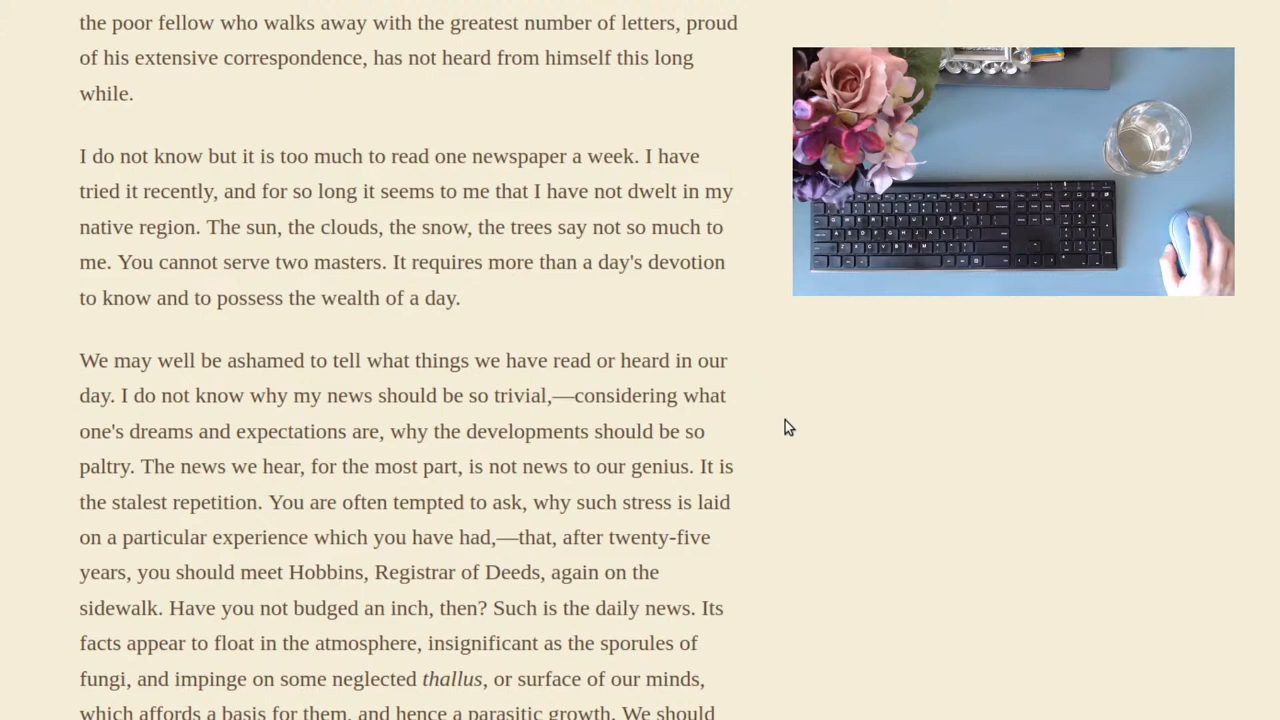 the poor fellow who walks away with the greatest number of letters, proud
of his extensive correspondence, has not heard from himself this long
while.
I do not know but it is too much to read one newspaper a week. I have
tried it recently, and for so long it seems to me that I have not dwelt in my
native region. The sun, the clouds, the snow, the trees say not so much to
me. You cannot serve two masters. It requires more than a day's devotion
to know and to possess the wealth of a day.
We may well be ashamed to tell what things we have read or heard in our
day. I do not know why my news should be so trivial,—considering what
one's dreams and expectations are, why the developments should be so
paltry. The news we hear, for the most part, is not news to our genius. It is
the stalest repetition. You are often tempted to ask, why such stress is laid
on a particular experience which you have had,—that, after twenty-five
years, you should meet Hobbins, Registrar of Deeds, again on the
sidewalk. Have you not budged an inch, then? Such is the daily news. Its
facts appear to float in the atmosphere, insignificant as the sporules of
fungi, and impinge on some neglected thallus, or surface of our minds,
which affords a basis for them, and hence a parasitic growth. We should